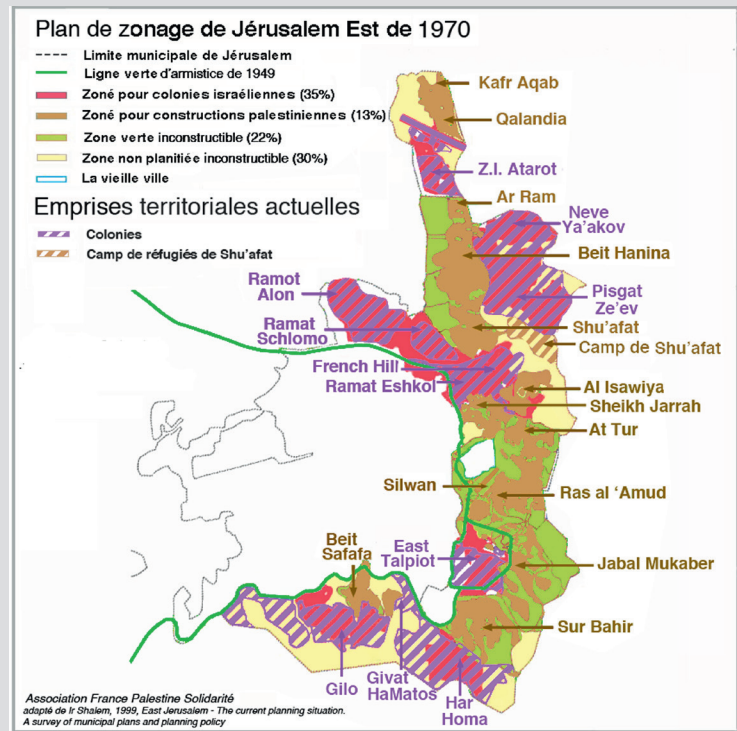 Plan de zonage de Jérusalem Est de 1970
Limite municipale de Jérusalem
Ligne verte d'armistice de 1949
Zoné pour colonies israéliennes (35%)
Zoné pour constructions palestiniennes (13%)
Zone verte inconstructible (22%)
Zone non planitiée inconstructible (30%)
La vieille ville
Emprises territoriales actuelles
Colonies
Camp de réfugiés de Shu'afat
Kafr Aqab
Qalandia
Z.I. Atarot
Ar Ram
Neve
Ya'akov
Beit Hanina
Ramot
Alon
Pisgat
Ze'ev
Ramat
Schlomo
Shu'afat
Camp de Shu'afat
French Hill
Ramat Eshkol
Al Isawiya
Sheikh Jarrah
At Tur
Silwan
Ras al 'Amud
Beit
Safafa
East
Talpiot
Jabal Mukaber
Sur Bahir
Gilo
Givat
HaMatos
Har
Homa
Association France Palestine Solidarité
adapté de Ir Shalem, 1999, East Jerusalem - The current planning situation.
A survey of municipal plans and planning policy